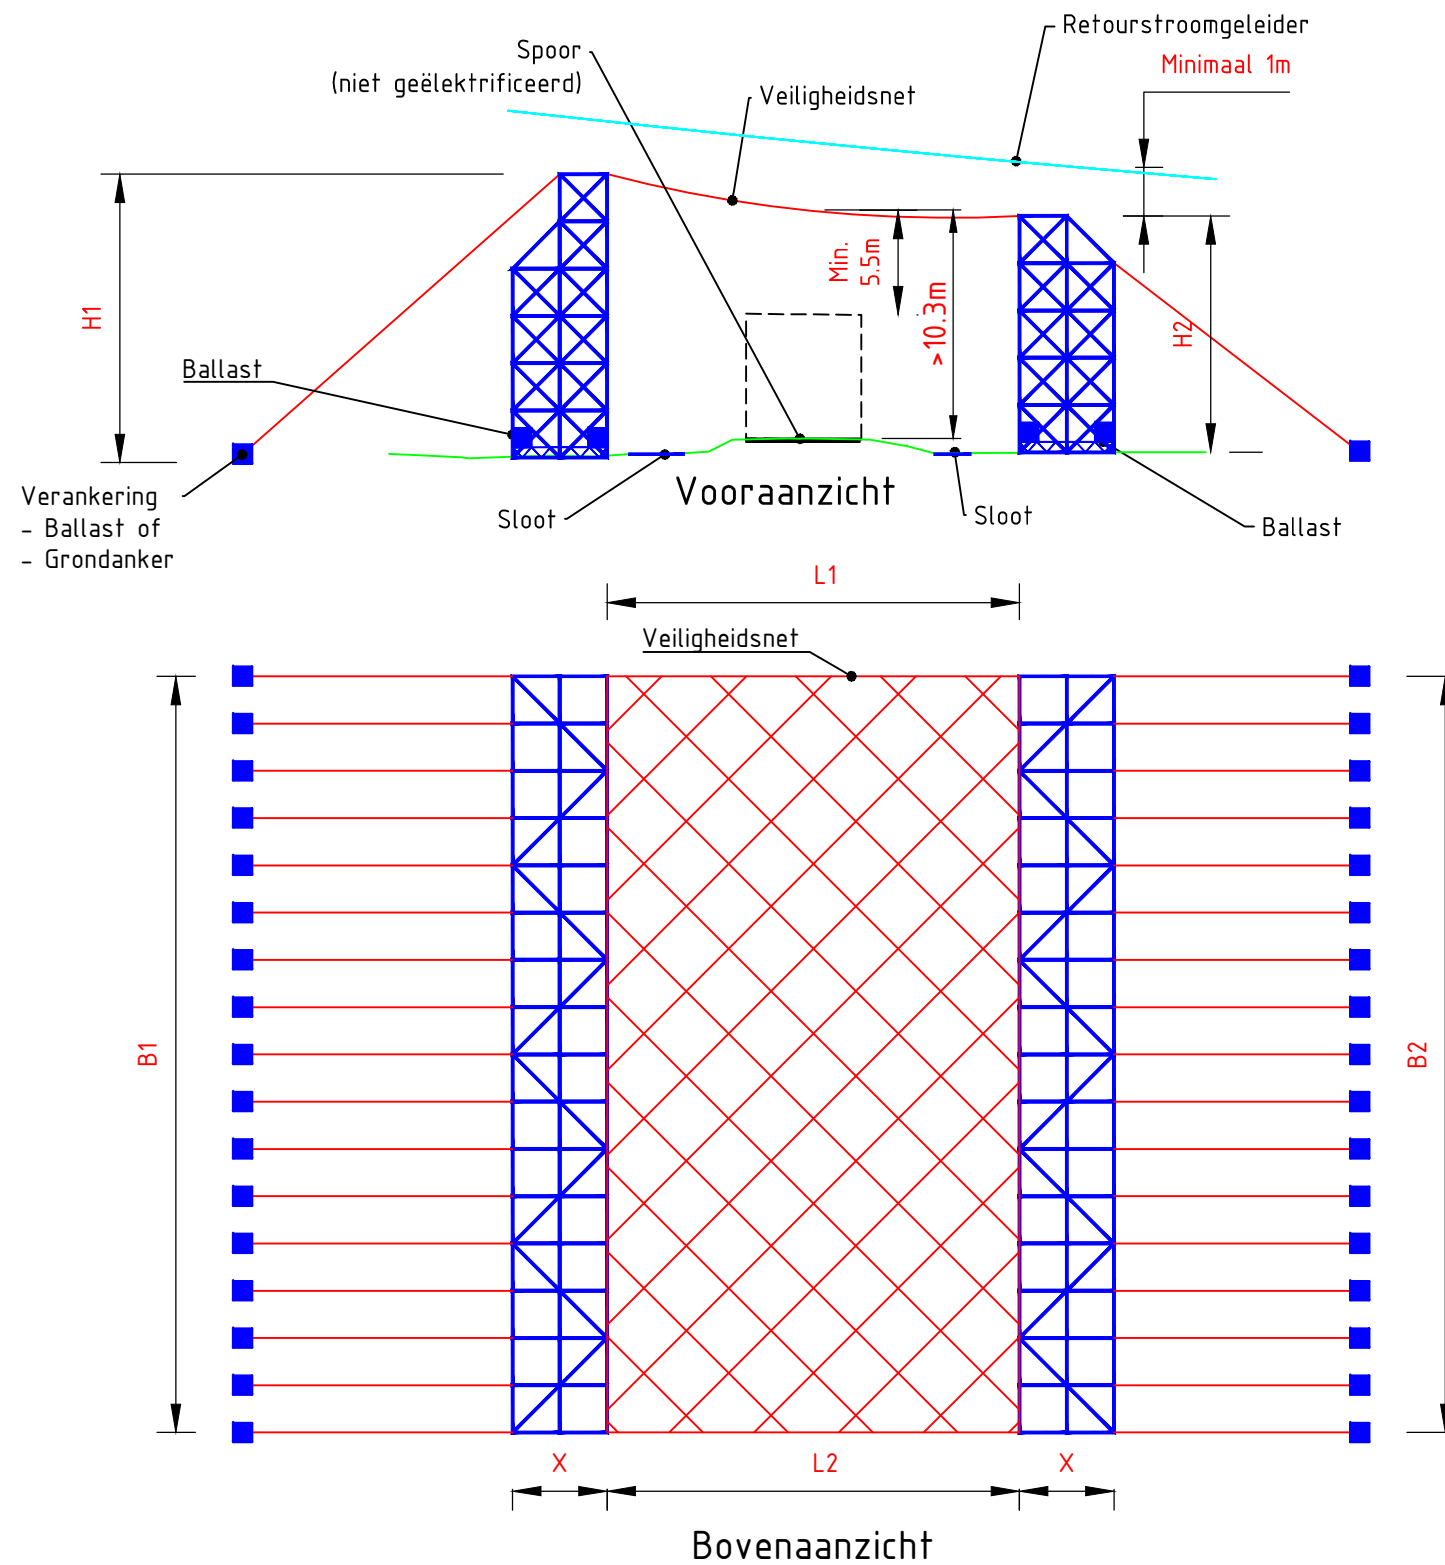 Retourstroomgeleider
Spoor
(niet geëlektrificeerd)
Minimaal 1m
Veiligheidsnet
Min.
5.5m
>10.3m
H1
H2
Ballast
Verankering
- Ballast of
- Grondanker
Vooraanzicht
Sloot
Sloot
Ballast
L1
Veiligheidsnet
B1
B2
X
L2
X
Bovenaanzicht